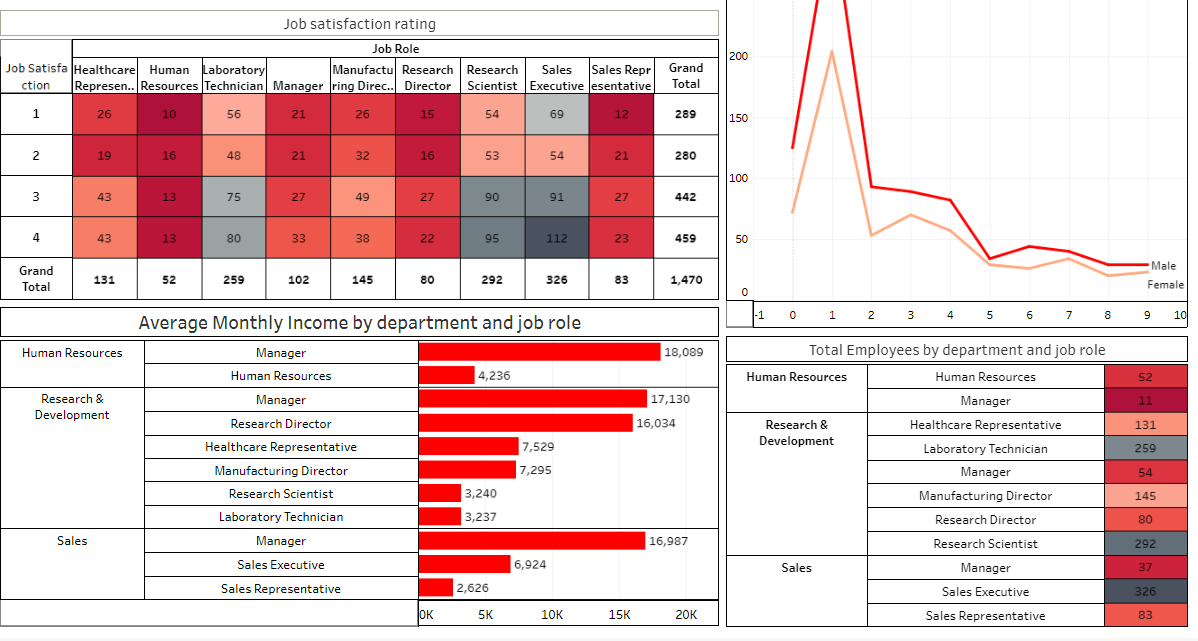 Job satisfaction rating
Job Role
Job Satisfa
ction
Healthcare
Represen..
Human
Resources
Laboratory
Technician
Manager
Manufactu
ring Direc..
Research
Director
Research
Scientist
Sales
Executive
Sales Repr
esentative
Grand
Total
1 26 10 56 21 26 15 54 69 12 289
2 19 16 48 21 32 16 53 54 21 280
3 43 13 75 27 49 27 90 91 27 442
4 43 13 80 33 38 22 95 112 23 459
Grand
Total
131 52 259 102 145 80 292 326 83 1,470
Average Monthly Income by department and job role
Human Resources Manager 18,089
Human Resources 4,236
Research &
Development
Manager 17,130
Research Director 16,034
Healthcare Representative 7,529
Manufacturing Director 7,295
Research Scientist 3,240
Laboratory Technician 3,237
Sales Manager 16,987
Sales Executive 6,924
Sales Representative 2,626
0K 5K 10K 15K 20K
200
150
100
50
0
Male
Female
-1 0 1 2 3 4 5 6 7 8 9 10
Total Employees by department and job role
Human Resources Human Resources 52
Manager 11
Research &
Development
Healthcare Representative 131
Laboratory Technician 259
Manager 54
Manufacturing Director 145
Research Director 80
Research Scientist 292
Sales Manager 37
Sales Executive 326
Sales Representative 83